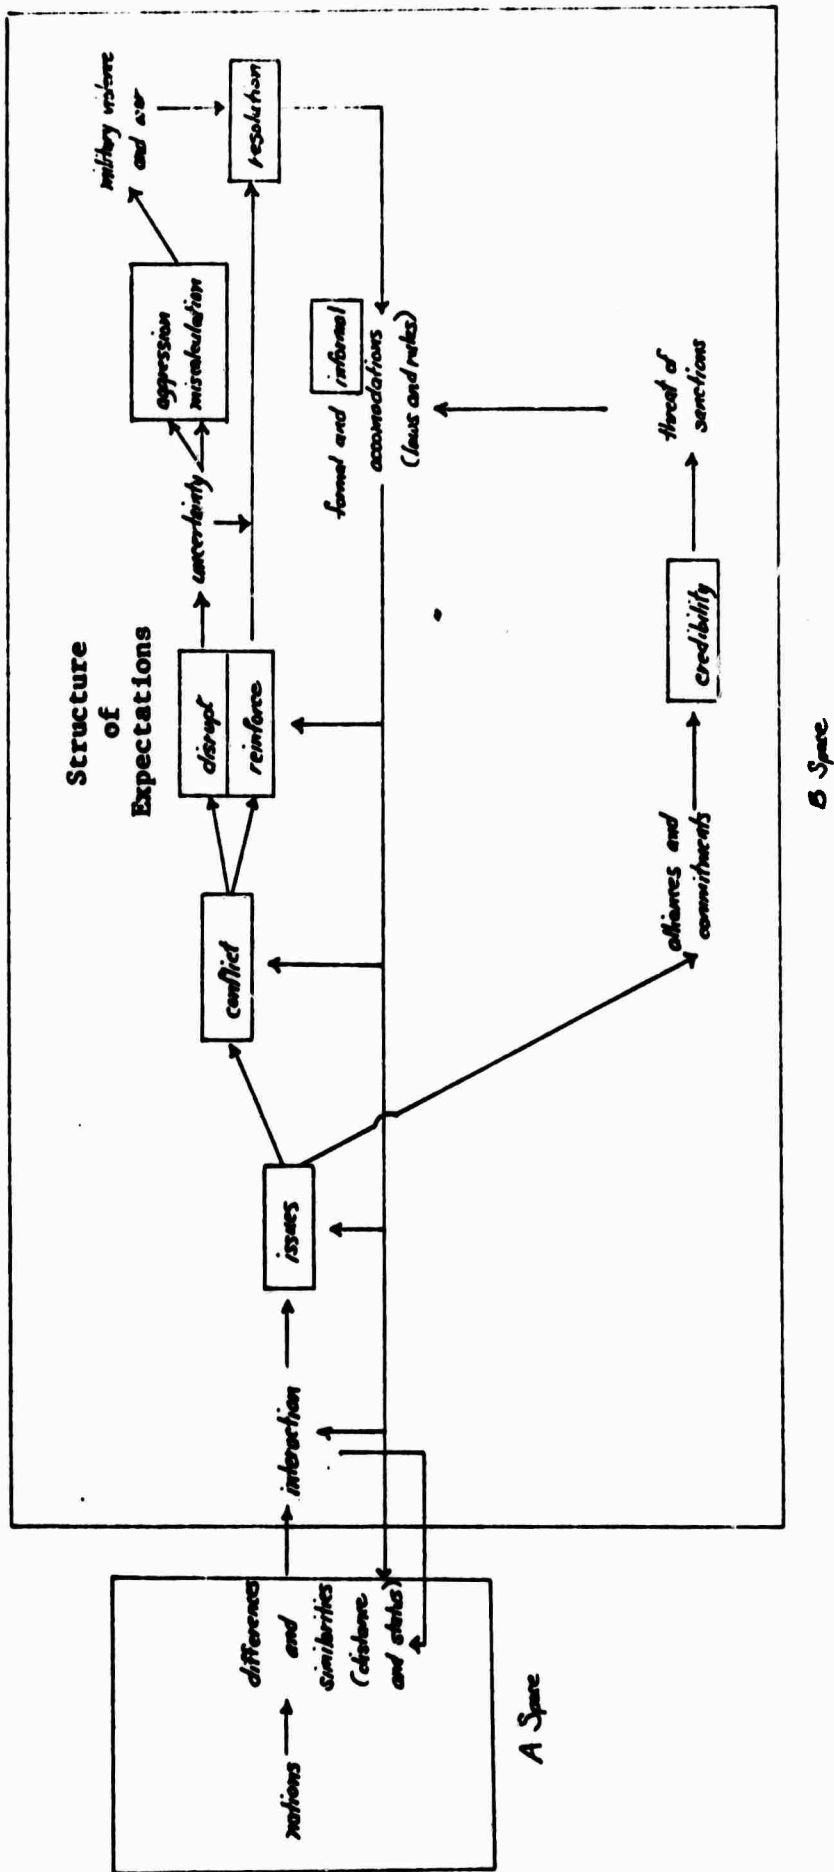 nations
differences
and
similarities
(distance
and status)
A Space
interaction
issues
conflict
Structure
of
Expectations
disrupt
reinforce
uncertainty
aggression
miscalculation
military violence
and war
resolution
formal and informal
accomodations
(laws and rules)
alliances and
commitments
credibility
threat of
sanctions
B Space